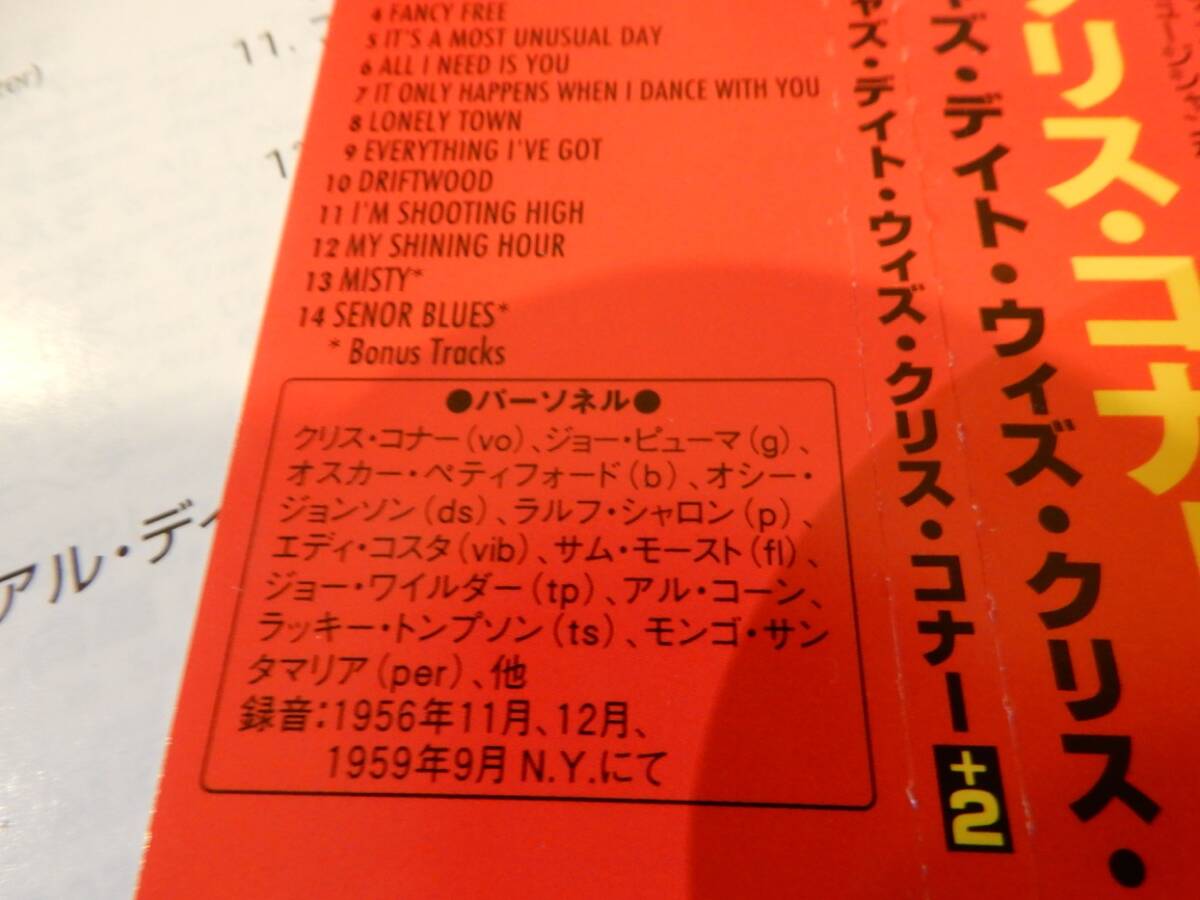 4 FANCY FREE
5 IT'S A MOST UNUSUAL DAY
6 ALL I NEED IS YOU
7 IT ONLY HAPPENS WHEN I DANCE WITH YOU
8 LONELY TOWN
9 EVERYTHING I'VE GOT
10 DRIFTWOOD
11 I'M SHOOTING HIGH
12 MY SHINING HOUR
13 MISTY*
14 SENOR BLUES*
* Bonus Tracks
●パーソネル●
クリス・コナー(vo)、ジョー・ピューマ(g)、
オスカー・ペティフォード(b)、オシー・
ジョンソン(ds)、ラルフ・シャロン(p)、
エディ・コスタ(vib)、サム・モースト(fl)、
ジョー・ワイルダー(tp)、アル・コーン、
ラッキー・トンプソン(ts)、モンゴ・サン
タマリア(per)、他
録音:1956年11月、12月、
1959年9月 N.Y.にて
ズ・デイト・ウィズ・クリス・コナー+2
ズ・デイト・ウィズ・クリス・
リス・コナ
11.
アル・ディ